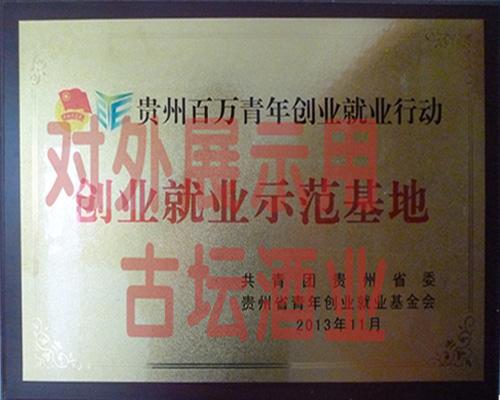 贵州百万青年创业就业行动
对外展示用
创业就业示范基地
古坛酒业
共青团贵州省委
贵州省青年创业就业基金会
2013年11月